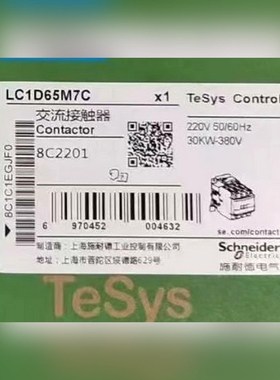 LC1D65M7C x1 TeSys Control
交流接触器
Contactor
220V 50/60Hz
30KW-380V
8C2201
8C1C1EGJF0
6 970452 004632
se.com/contact
制造商：上海施耐德工业控制有限公司
地址：上海市普陀区绥德路629号
Schneider
Electric
施耐德电气
TeSys